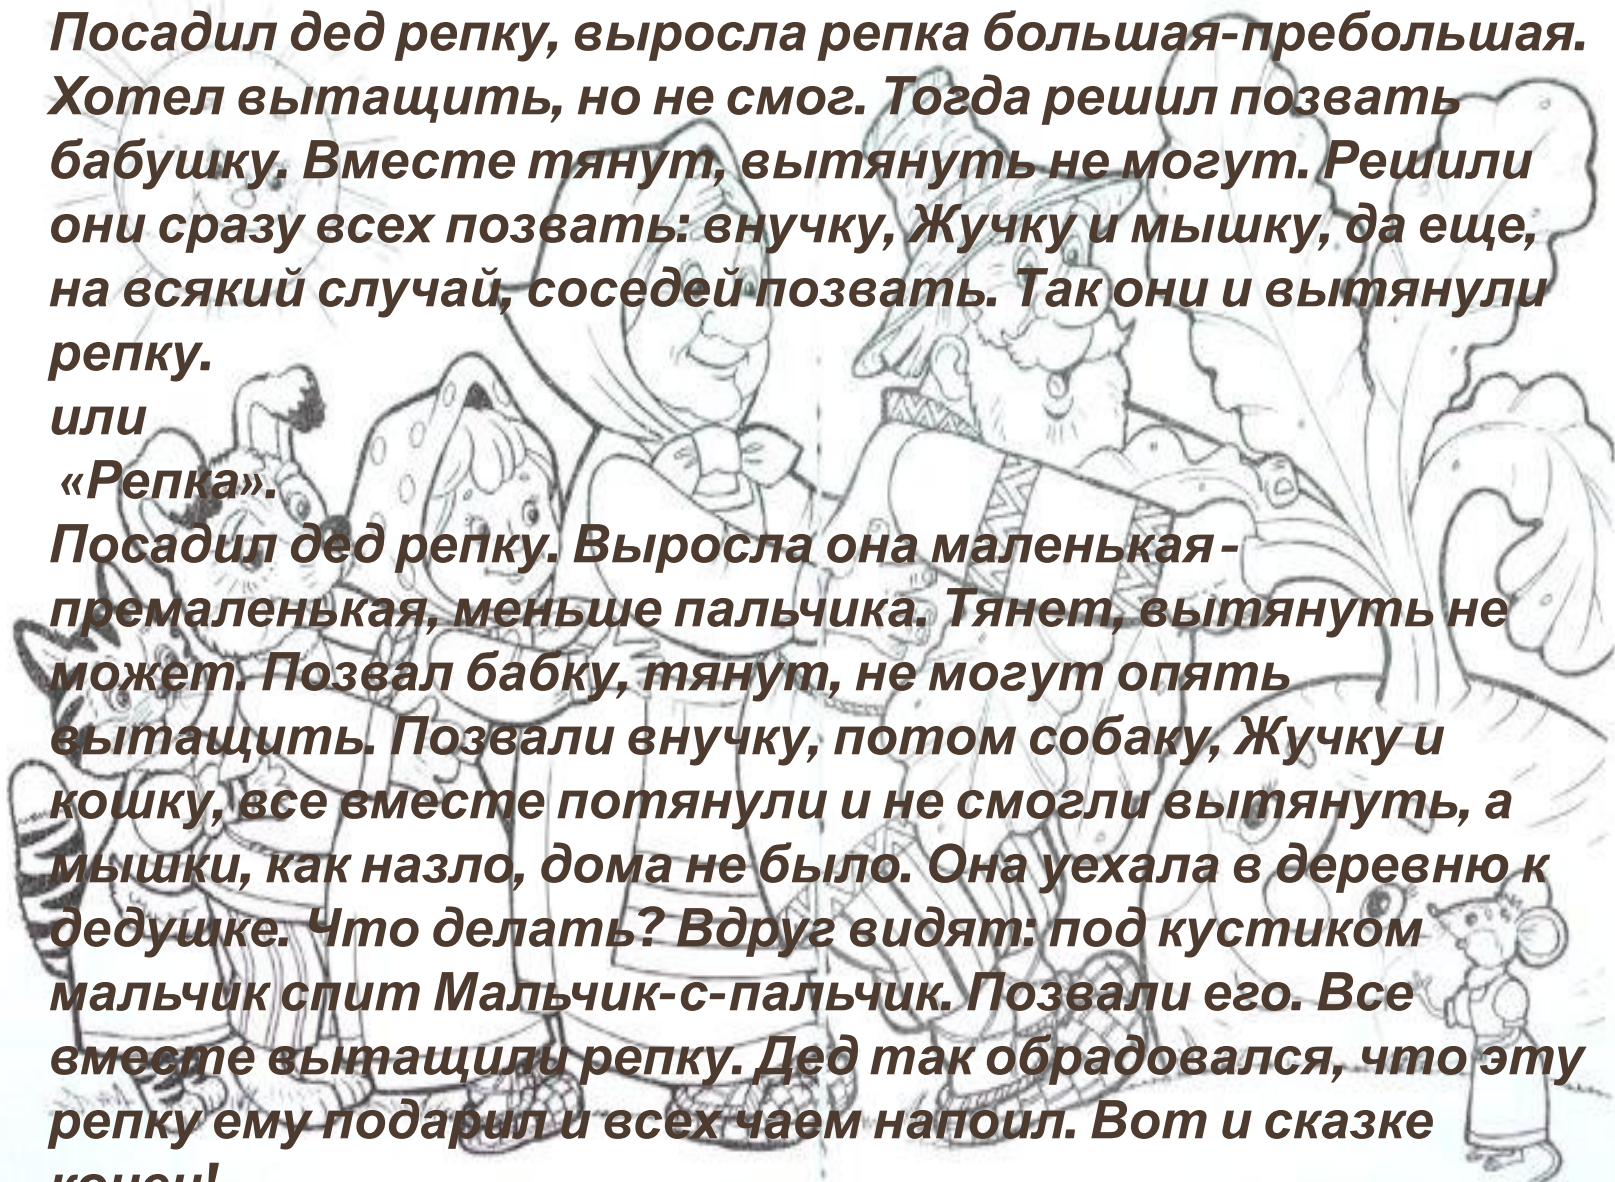 Посадил дед репку, выросла репка большая-пребольшая.
Хотел вытащить, но не смог. Тогда решил позвать
бабушку. Вместе тянут, вытянуть не могут. Решили
они сразу всех позвать: внучку, Жучку и мышку, да еще,
на всякий случай, соседей позвать. Так они и вытянули
репку.
или
«Репка».
Посадил дед репку. Выросла она маленькая-
премаленькая, меньше пальчика. Тянет, вытянуть не
может. Позвал бабку, тянут, не могут опять
вытащить. Позвали внучку, потом собаку, Жучку и
кошку, все вместе потянули и не смогли вытянуть, а
мышки, как назло, дома не было. Она уехала в деревню к
дедушке. Что делать? Вдруг видят: под кустиком
мальчик спит Мальчик-с-пальчик. Позвали его. Все
вместе вытащили репку. Дед так обрадовался, что эту
репку ему подарил и всех чаем напоил. Вот и сказке
конец!